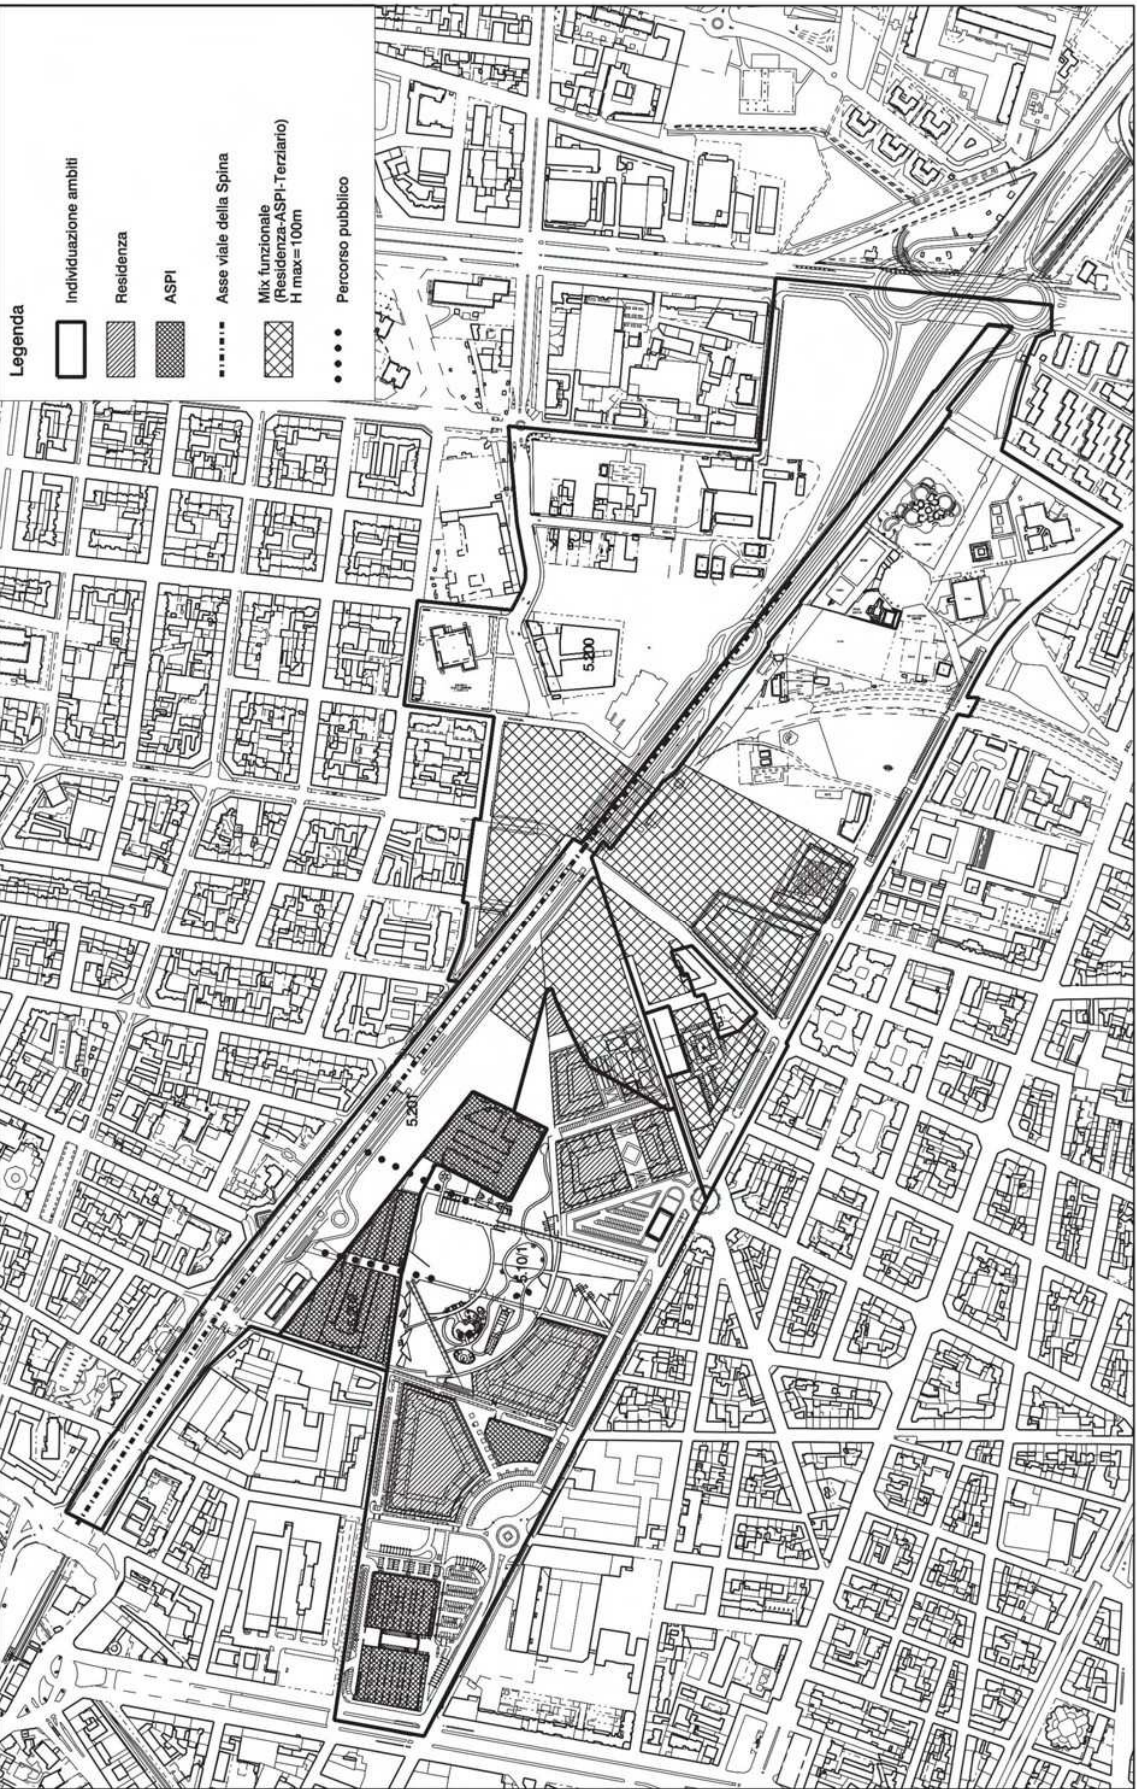 Legenda
Individuazione ambiti
Residenza
ASPI
Asse viale della Spina
Mix funzionale
(Residenza-ASPI-Terziario)
H max=100m
Percorso pubblico
5.200
5.201
5.10/1